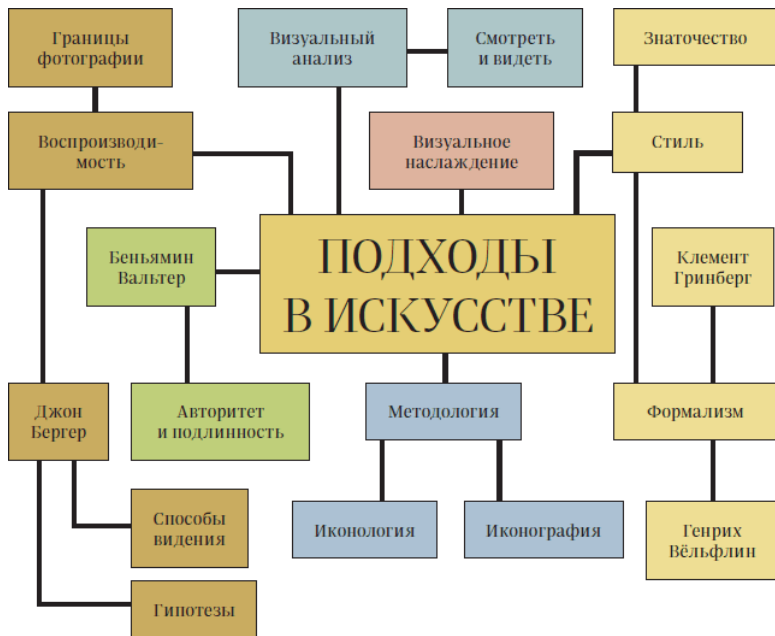 Границы
фотографии
Визуальный
анализ
Смотреть
и видеть
Знаточество
Воспроизводи-
мость
Визуальное
наслаждение
Стиль
Беньямин
Вальтер
ПОДХОДЫ
В ИСКУССТВЕ
Клемент
Гринберг
Джон
Бергер
Авторитет
и подлинность
Методология
Формализм
Способы
видения
Иконология
Иконография
Генрих
Вёльфлин
Гипотезы